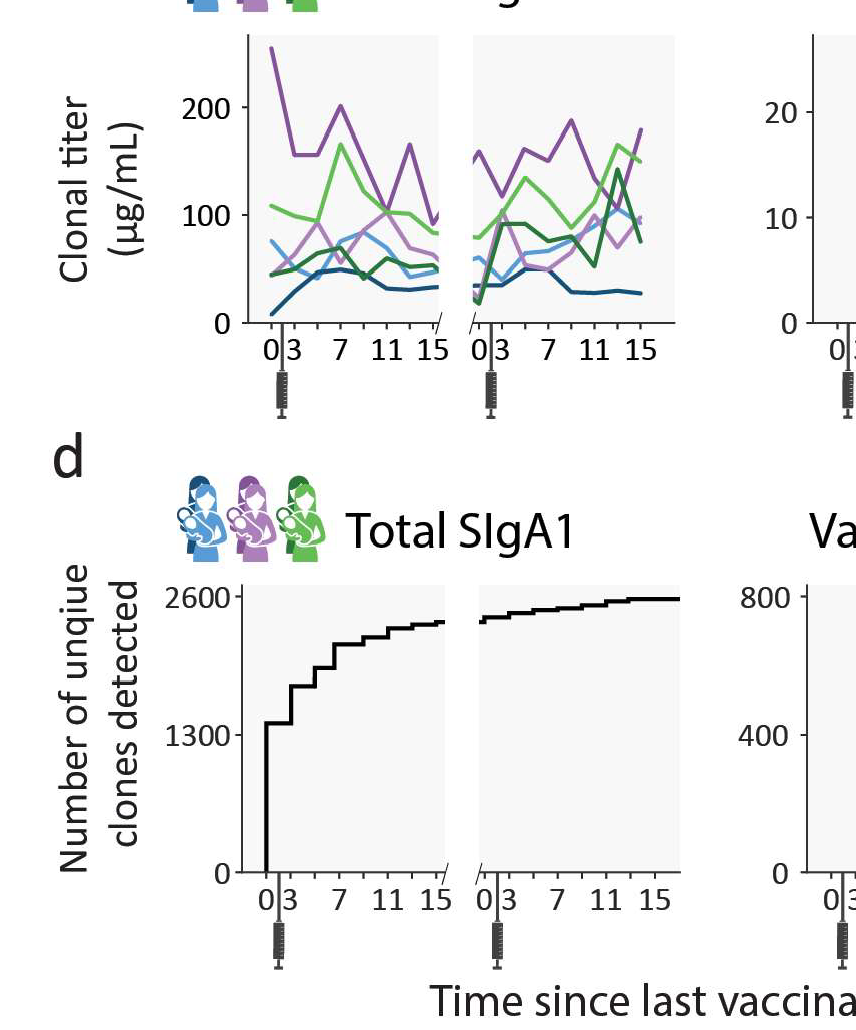 g
Clonal titer
(µg/mL)
200
100
0
0 3 7 11 15
0 3 7 11 15
20
10
0
0
d
Total SIgA1
Va
Number of unqiue
clones detected
2600
1300
0
0 3 7 11 15
0 3 7 11 15
800
400
0
0 3
Time since last vaccina